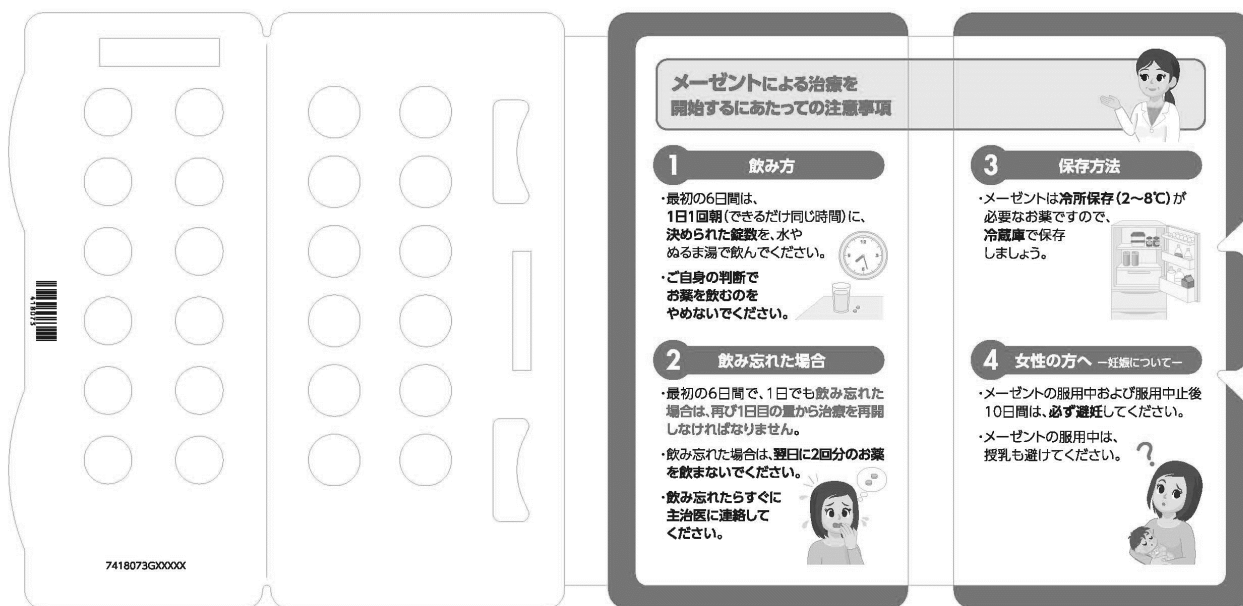 メーゼントによる治療を
開始するにあたっての注意事項
1 飲み方
・最初の6日間は、
1日1回朝(できるだけ同じ時間)に、
決められた錠数を、水や
ぬるま湯で飲んでください。
・ご自身の判断で
お薬を飲むのを
やめないでください。
2 飲み忘れた場合
・最初の6日間で、1日でも飲み忘れた
場合は、再び1日目の量から治療を再開
しなければなりません。
・飲み忘れた場合は、翌日に2回分のお薬
を飲まないでください。
・飲み忘れたらすぐに
主治医に連絡して
ください。
3 保存方法
・メーゼントは冷所保存(2〜8℃)が
必要なお薬ですので、
冷蔵庫で保存
しましょう。
4 女性の方へ ー妊娠についてー
・メーゼントの服用中および服用中止後
10日間は、必ず避妊してください。
・メーゼントの服用中は、
授乳も避けてください。
?
418073
7418073GXXXXX